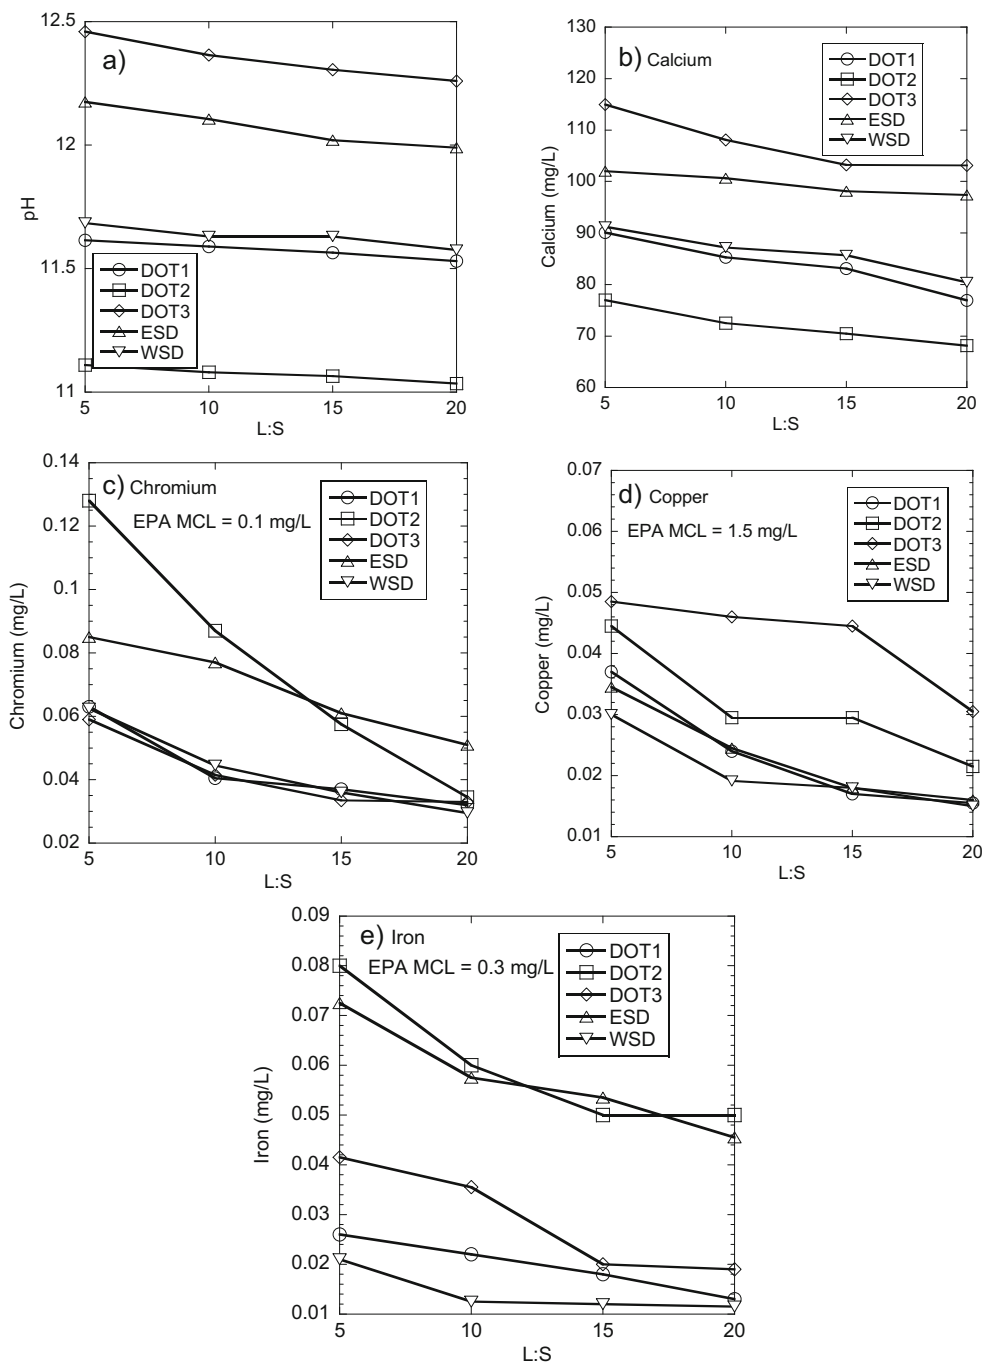 12.5
12
11.5
11
pH
a)
DOT1
DOT2
DOT3
ESD
WSD
5 10 15 20
L:S
130
120
110
100
90
80
70
60
Calcium (mg/L)
b) Calcium
DOT1
DOT2
DOT3
ESD
WSD
5 10 15 20
L:S
0.14
0.12
0.1
0.08
0.06
0.04
0.02
Chromium (mg/L)
c) Chromium
EPA MCL = 0.1 mg/L
DOT1
DOT2
DOT3
ESD
WSD
5 10 15 20
L:S
0.07
0.06
0.05
0.04
0.03
0.02
0.01
Copper (mg/L)
d) Copper
EPA MCL = 1.5 mg/L
DOT1
DOT2
DOT3
ESD
WSD
5 10 15 20
L:S
0.09
0.08
0.07
0.06
0.05
0.04
0.03
0.02
0.01
Iron (mg/L)
e) Iron
EPA MCL = 0.3 mg/L
DOT1
DOT2
DOT3
ESD
WSD
5 10 15 20
L:S